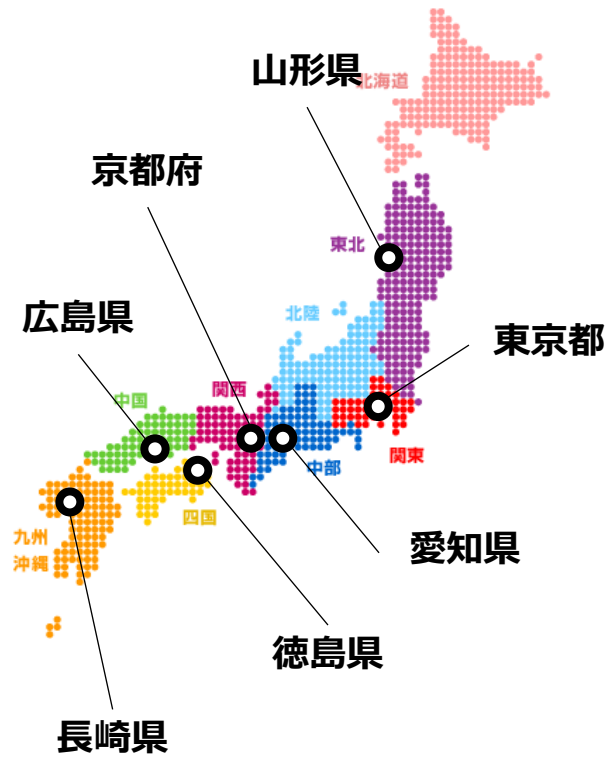 山形県
北海道
京都府
東北
北陸
広島県
東京都
関西
中国
関東
中部
四国
九州
沖縄
愛知県
徳島県
長崎県